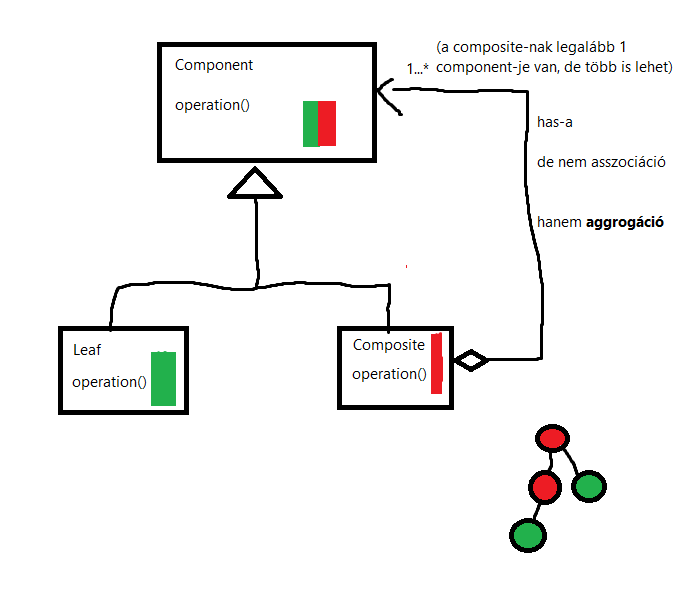 Component
operation()
1...*
(a composite-nak legalább 1
component-je van, de több is lehet)
has-a
de nem asszociáció
hanem aggrogáció
Leaf
operation()
Composite
operation()